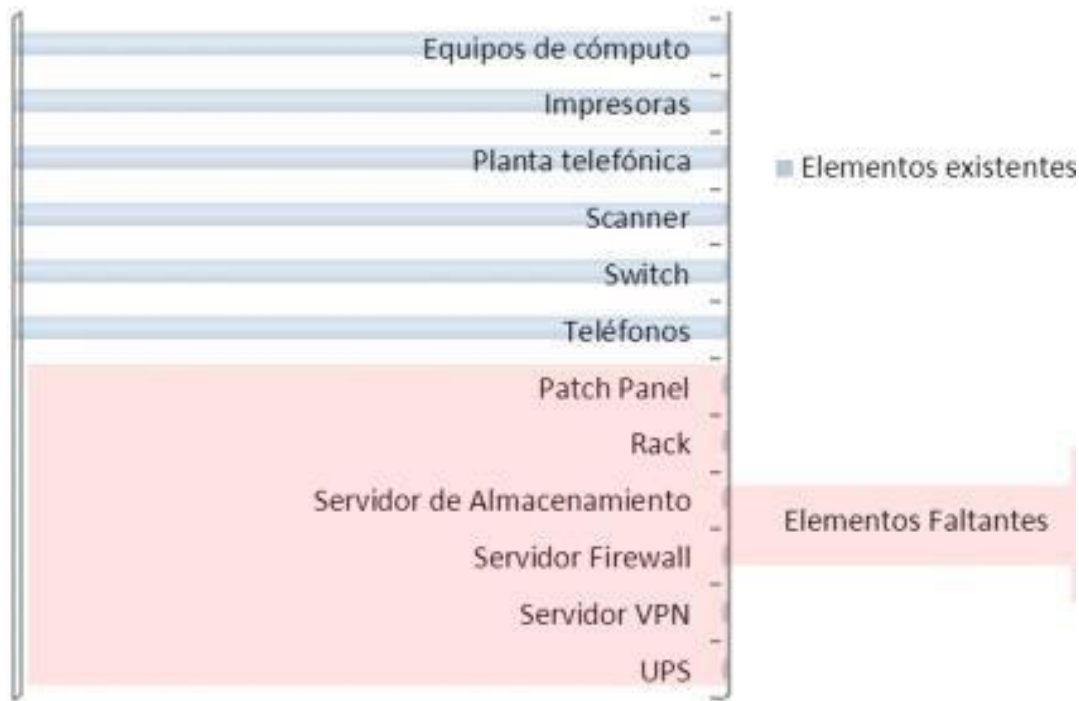 Equipos de cómputo
Impresoras
Planta telefónica
Elementos existentes
Scanner
Switch
Teléfonos
Patch Panel
Rack
Servidor de Almacenamiento
Elementos Faltantes
Servidor Firewall
Servidor VPN
UPS